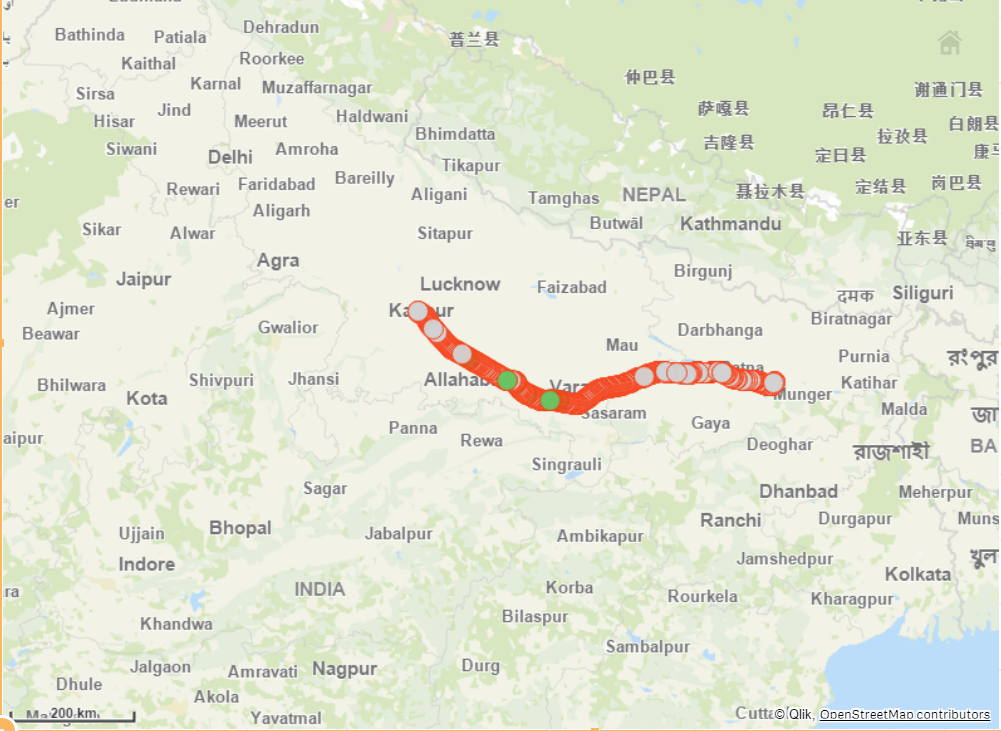 Bathinda
Patiala
Dehradun
普兰县
Kaithal
Roorkee
Sirsa
Karnal
Muzaffarnagar
仲巴县
谢通门县
Hisar
Jind
Meerut
Haldwani
萨嘎县
昂仁县
白朗县
Siwani
Delhi
Amroha
Bhimdatta
吉隆县
拉孜县
定日县
Rewari
Faridabad
Bareilly
Tikapur
Aligarh
Aligani
Tamghas
NEPAL
聂拉木县
定结县
岗巴县
Sikar
Alwar
Sitapur
Butwāl
Kathmandu
亚东县
Jaipur
Agra
Lucknow
Faizabad
Birgunj
दमक
Siliguri
Ajmer
Beawar
Gwalior
Darbhanga
Biratnagar
Mau
Purnia
রংপুর
Bhilwara
Kota
Shivpuri
Jhansi
Katihar
Munger
Malda
Panna
Rewa
Sasaram
Gaya
Deoghar
রাজশাহী
Singrauli
Sagar
Dhanbad
Meherpur
Ujjain
Bhopal
Jabalpur
Ambikapur
Ranchi
Durgapur
Indore
INDIA
Korba
Jamshedpur
Kolkata
Khandwa
Bilaspur
Rourkela
Kharagpur
Jalgaon
Amravati
Nagpur
Durg
Sambalpur
Dhule
Akola
Yavatmal
200 km
© Qlik, OpenStreetMap contributors